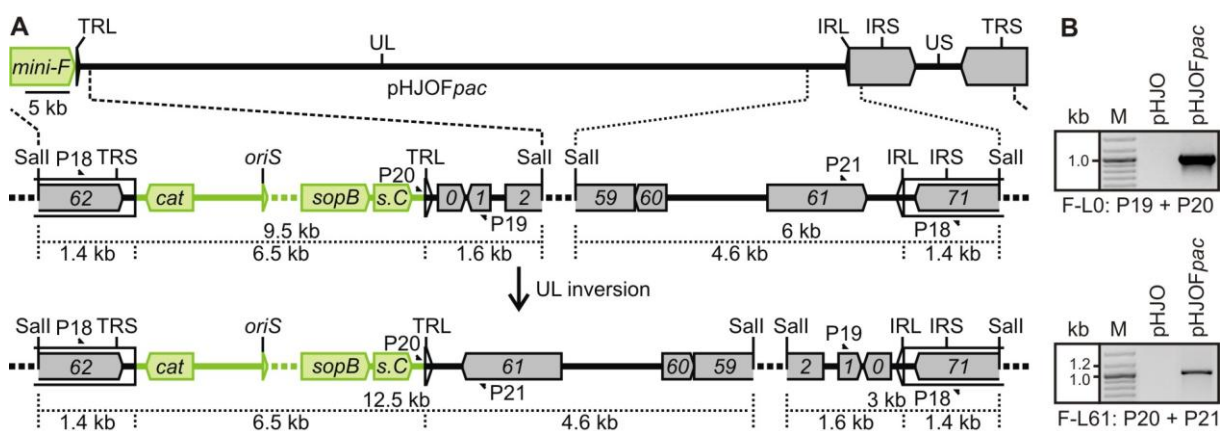 A
TRL UL IRL IRS US TRS
mini-F
pHJOFpac
5 kb
SalI P18 TRS oriS P20 TRL SalI SalI P21 IRL IRS SalI
62 cat sopB s.C 0 1 2 59 60 61 71
P19 P18
9.5 kb 6 kb
1.4 kb 6.5 kb 1.6 kb 4.6 kb 1.4 kb
UL inversion
SalI P18 TRS oriS P20 TRL SalI SalI P19 IRL IRS SalI
62 cat sopB s.C 61 60 59 2 1 0 71
P21 P18
12.5 kb 3 kb
1.4 kb 6.5 kb 4.6 kb 1.6 kb 1.4 kb
B
kb M pHJO pHJOFpac
1.0
F-L0: P19 + P20
kb M pHJO pHJOFpac
1.2
1.0
F-L61: P20 + P21